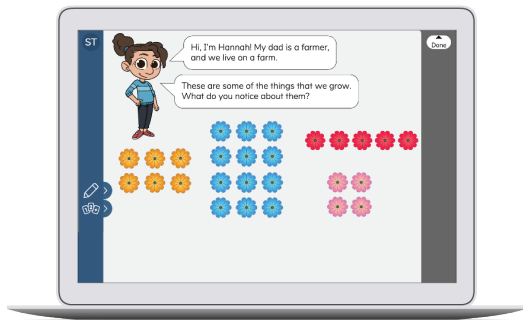 ST
Hi, I'm Hannah! My dad is a farmer,
and we live on a farm.
Done
These are some of the things that we grow.
What do you notice about them?